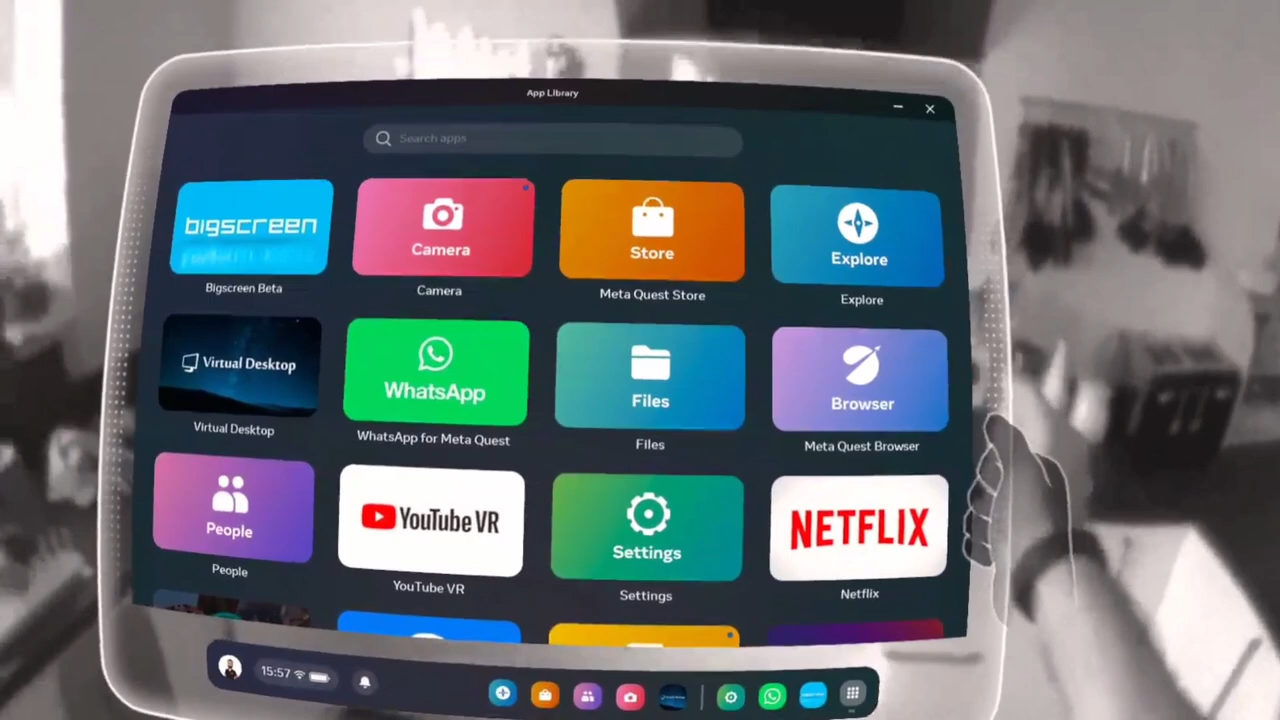 App Library
Search apps
bigscreen
Camera
Store
Explore
Bigscreen Beta
Camera
Meta Quest Store
Explore
Virtual Desktop
WhatsApp
Files
Browser
Virtual Desktop
WhatsApp for Meta Quest
Files
Meta Quest Browser
People
YouTube VR
Settings
NETFLIX
People
YouTube VR
Settings
Netflix
15:57